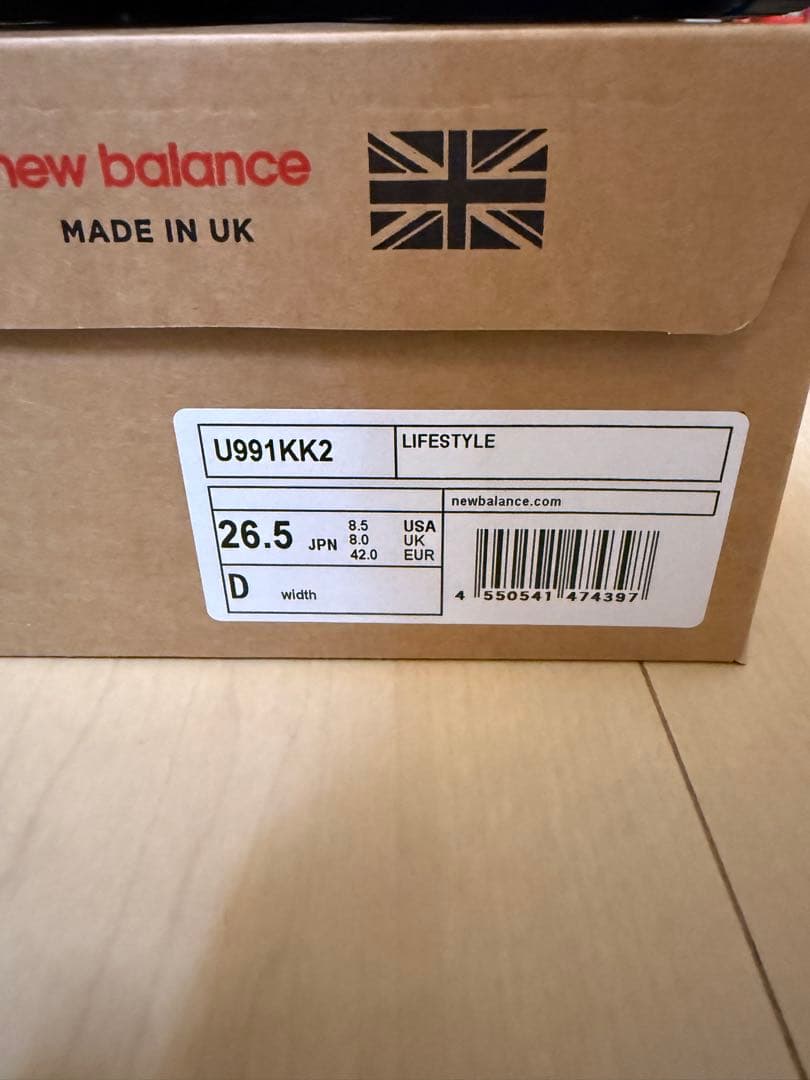 new balance
MADE IN UK
U991KK2
LIFESTYLE
newbalance.com
26.5 JPN
8.5 USA
8.0 UK
42.0 EUR
D width
4 550541 474397